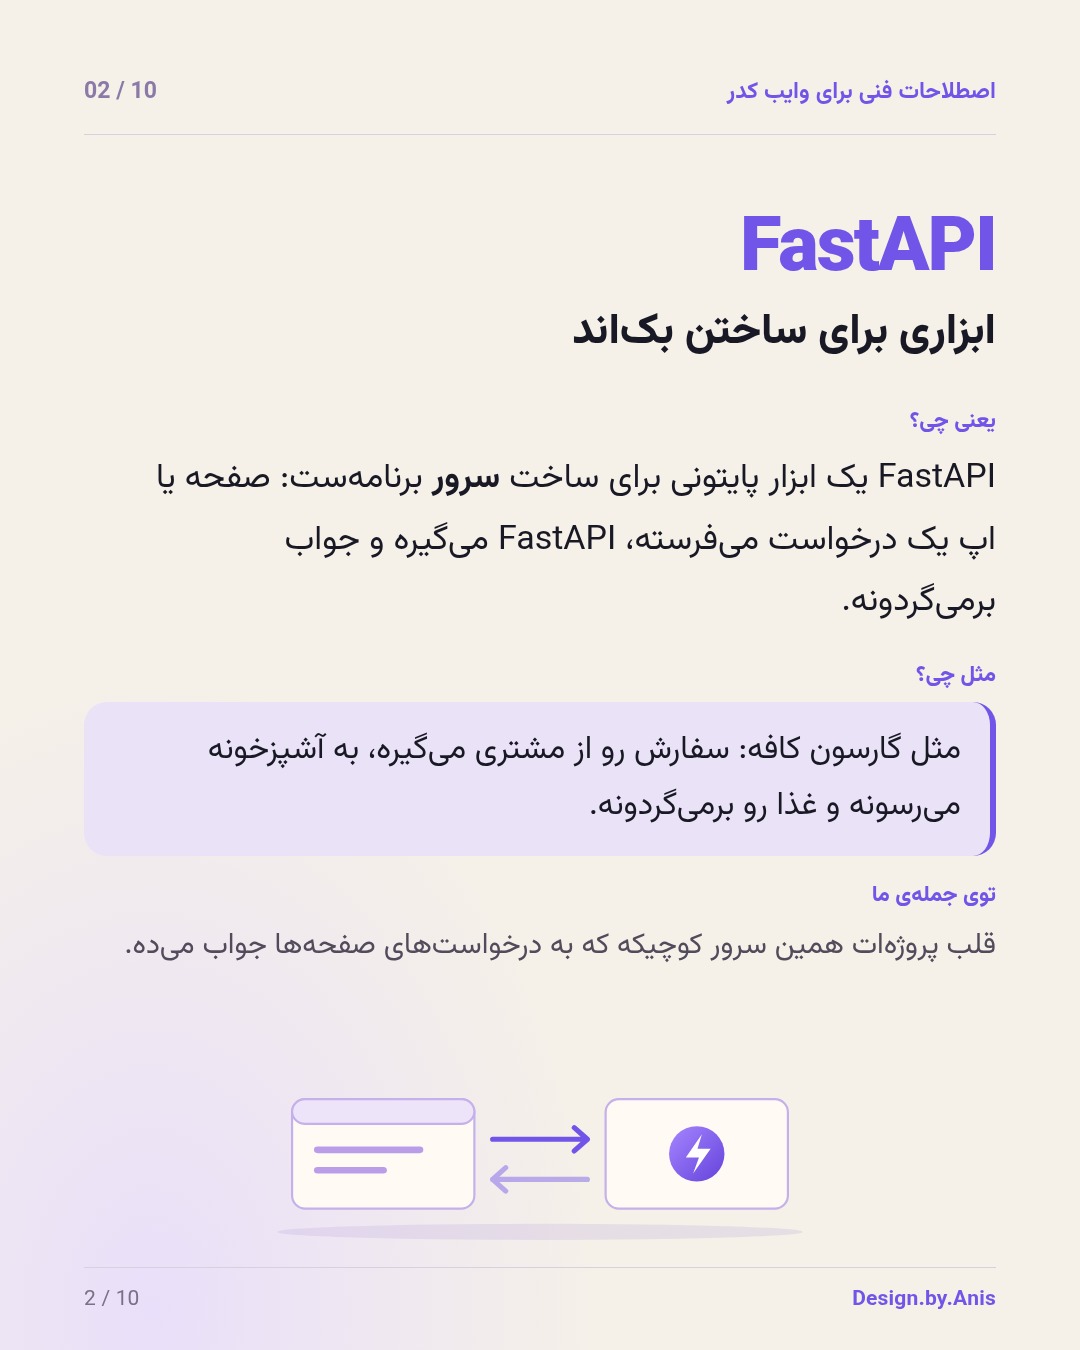 اصطلاحات فنی برای وایب کدر
02 / 10
FastAPI
ابزاری برای ساختن بک‌اند
یعنی چی؟
FastAPI یک ابزار پایتونی برای ساخت سرور برنامه‌ست: صفحه یا
اپ یک درخواست می‌فرسته، FastAPI می‌گیره و جواب
برمی‌گردونه.
مثل چی؟
مثل گارسون کافه: سفارش رو از مشتری می‌گیره، به آشپزخونه
می‌رسونه و غذا رو برمی‌گردونه.
توی جمله‌ی ما
قلب پروژه‌ات همین سرور کوچیکه که به درخواست‌های صفحه‌ها جواب می‌ده.
Design.by.Anis
2 / 10